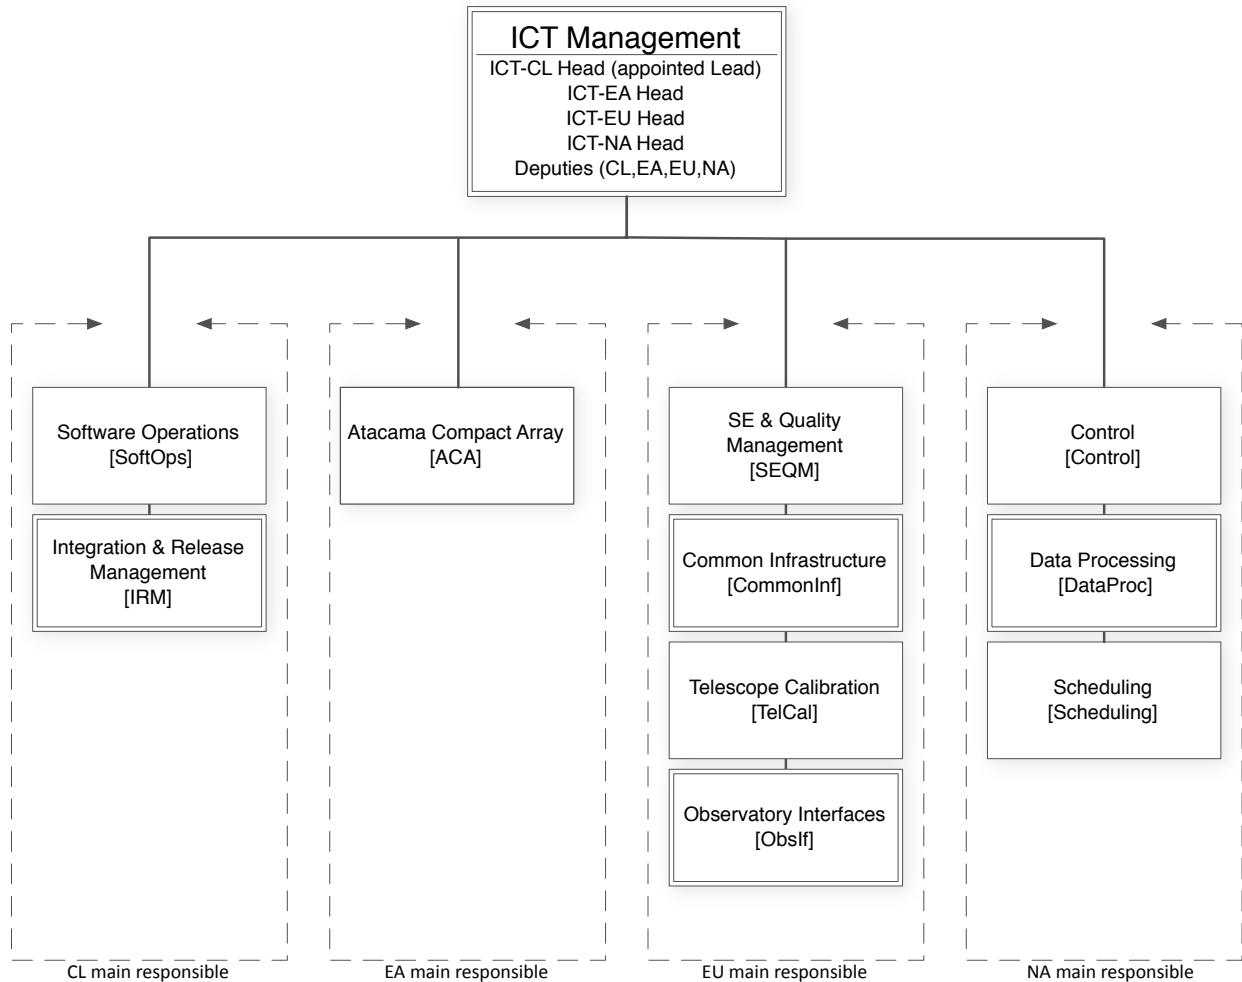 ICT Management
ICT-CL Head (appointed Lead)
ICT-EA Head
ICT-EU Head
ICT-NA Head
Deputies (CL,EA,EU,NA)
Software Operations
[SoftOps]
Integration & Release
Management
[IRM]
CL main responsible
Atacama Compact Array
[ACA]
EA main responsible
SE & Quality
Management
[SEQM]
Common Infrastructure
[CommonInf]
Telescope Calibration
[TelCal]
Observatory Interfaces
[ObsIf]
EU main responsible
Control
[Control]
Data Processing
[DataProc]
Scheduling
[Scheduling]
NA main responsible